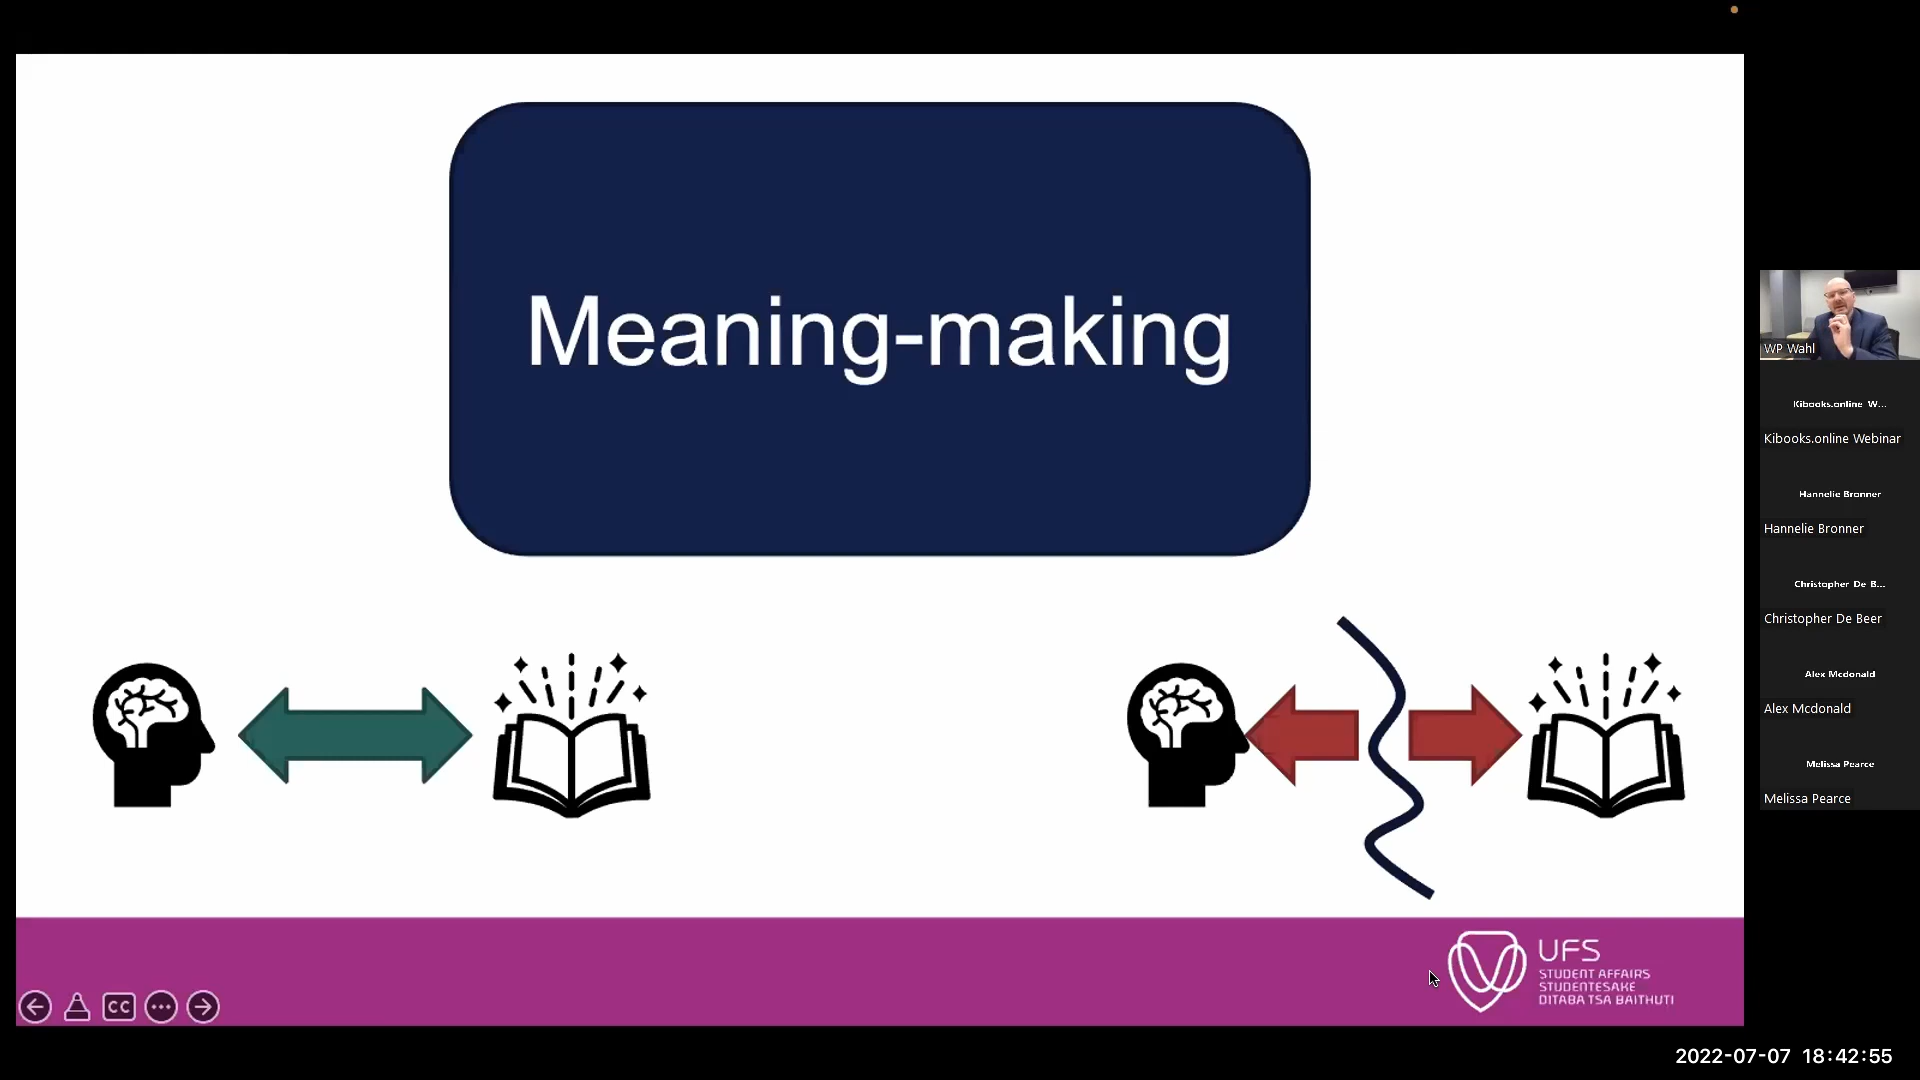 Meaning-making
WP Wahl
Kibooks.online W...
Kibooks.online Webinar
Hannelie Bronner
Hannelie Bronner
Christopher De B...
Christopher De Beer
Alex Mcdonald
Alex Mcdonald
Melissa Pearce
Melissa Pearce
UFS
STUDENT AFFAIRS
STUDENTESAKE
DITABA TSA BAITHUTI
CC
2022-07-07 18:42:55